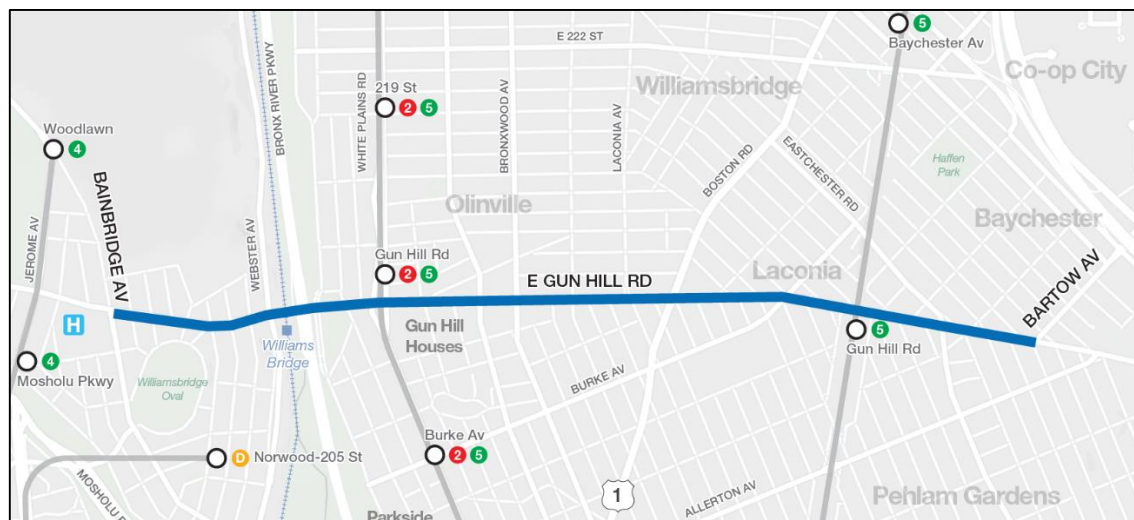 5
Baychester Av
E 222 ST
Co-op City
BRONX RIVER PKWY
219 St
2 5
WHITE PLAINS RD
BRONXWOOD AV
LACONIA AV
Williamsbridge
Woodlawn
4
BOSTON RD
EASTCHESTER RD
Haffen
Park
BAINBRIDGE AV
JEROME AV
WEBSTER AV
Olinville
Baychester
Gun Hill Rd
2 5
E GUN HILL RD
Laconia
BARTOW AV
H
Gun Hill
Houses
Williams
Bridge
5
Gun Hill Rd
4
Mosholu Pkwy
Williamsbridge
Oval
BURKE AV
Burke Av
2 5
D Norwood-205 St
MOSHOLU P
1
ALLERTON AV
Pehlam Gardens
Parkside